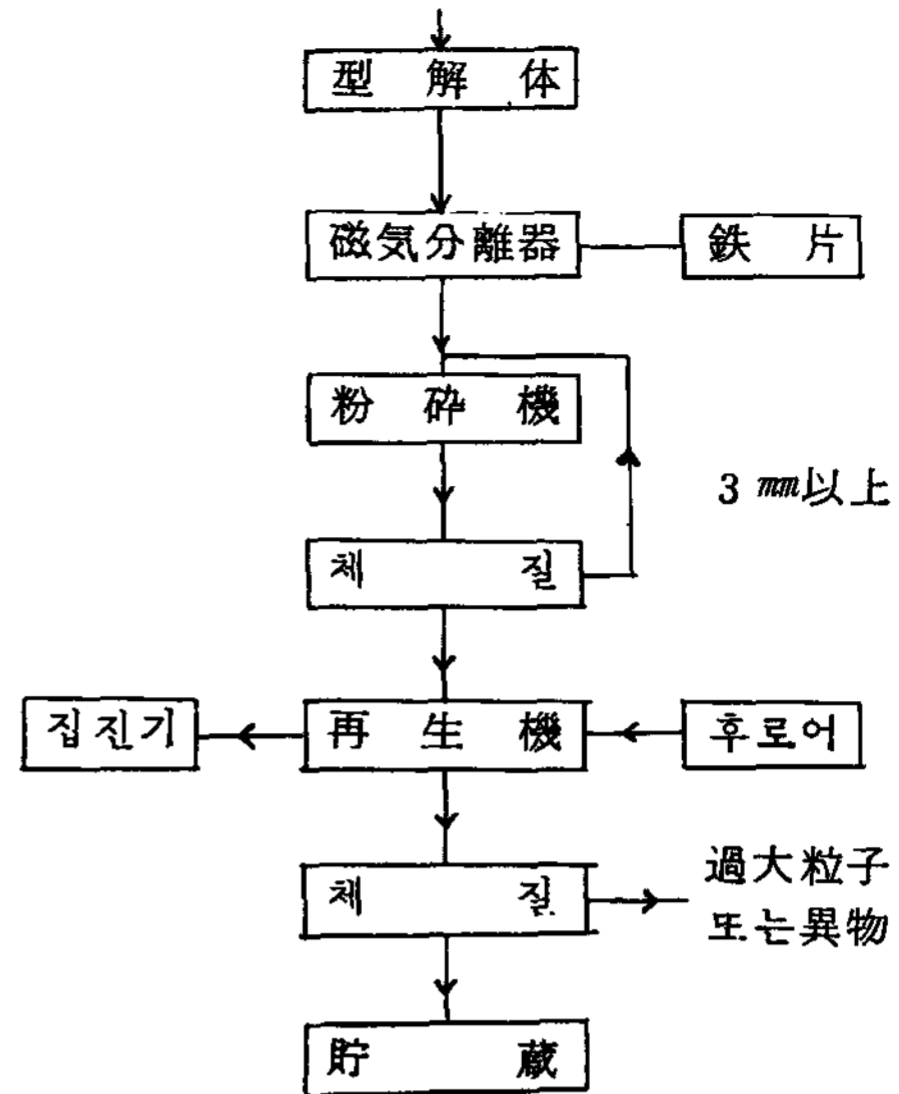 型解体
磁気分離器
鉄片
粉砕機
3㎜以上
체질
집진기
再生機
후로어
체질
過大粒子
또는異物
貯蔵